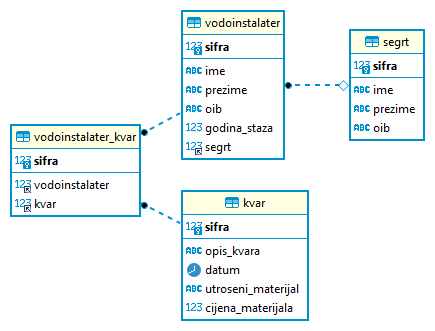 vodoinstalater
123 sifra
ABC ime
ABC prezime
ABC oib
123 godina_staza
123 segrt
segrt
123 sifra
ABC ime
ABC prezime
ABC oib
vodoinstalater_kvar
123 sifra
123 vodoinstalater
123 kvar
kvar
123 sifra
ABC opis_kvara
datum
ABC utroseni_materijal
123 cijena_materijala